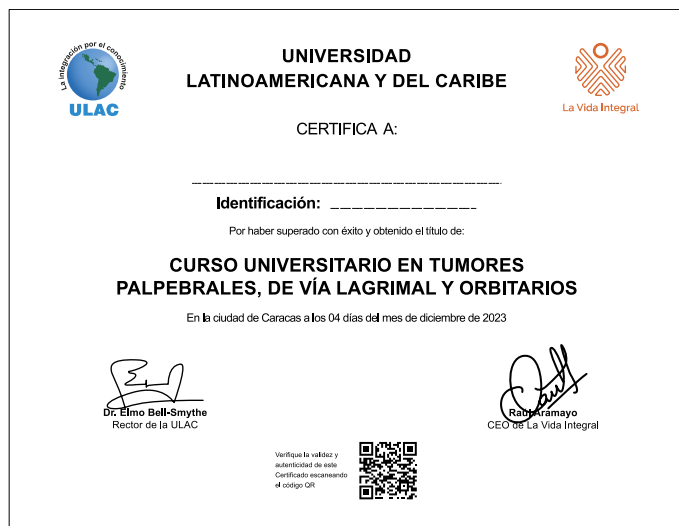 La integración por el conocimiento
ULAC
UNIVERSIDAD
LATINOAMERICANA Y DEL CARIBE
La Vida Integral
CERTIFICA A:
Identificación:
Por haber superado con éxito y obtenido el título de:
CURSO UNIVERSITARIO EN TUMORES
PALPEBRALES, DE VÍA LAGRIMAL Y ORBITARIOS
En la ciudad de Caracas a los 04 días del mes de diciembre de 2023
Dr. Elmo Bell-Smythe
Rector de la ULAC
Raúl Aramayo
CEO de La Vida Integral
Verifique la validez y
autenticidad de este
Certificado escaneando
el código QR